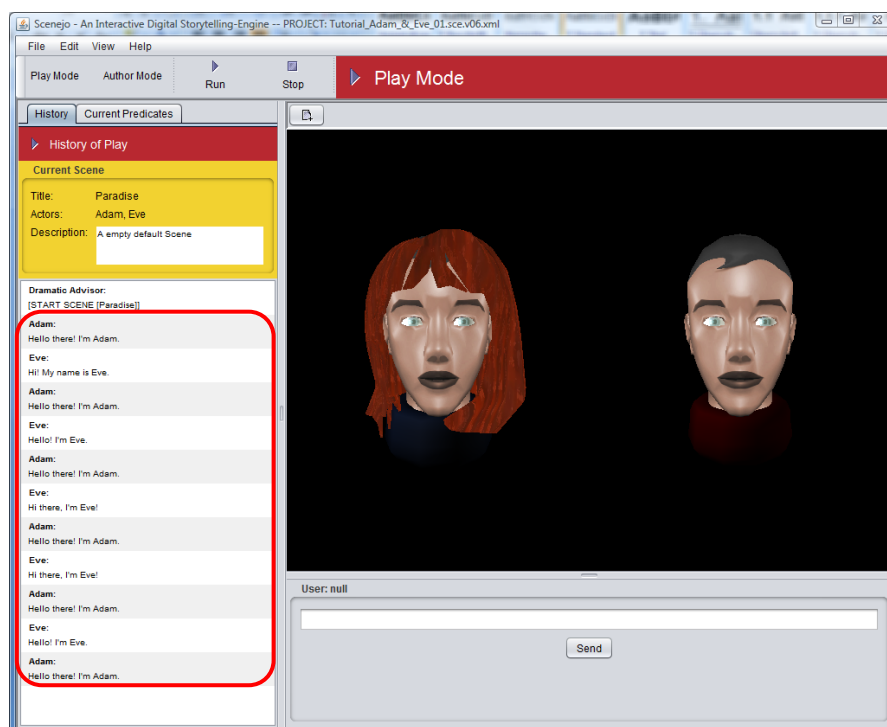 Scenejo - An Interactive Digital Storytelling-Engine -- PROJECT: Tutorial_Adam_&_Eve_01.sce.v06.xml
File Edit View Help
Play Mode Author Mode Run Stop Play Mode
History Current Predicates
History of Play
Current Scene
Title: Paradise
Actors: Adam, Eve
Description: A empty default Scene
Dramatic Advisor:
[START SCENE [Paradise]]
Adam:
Hello there! I'm Adam.
Eve:
Hi! My name is Eve.
Adam:
Hello there! I'm Adam.
Eve:
Hello! I'm Eve.
Adam:
Hello there! I'm Adam.
Eve:
Hi there, I'm Eve!
Adam:
Hello there! I'm Adam.
Eve:
Hi there, I'm Eve!
Adam:
Hello there! I'm Adam.
Eve:
Hello! I'm Eve.
Adam:
Hello there! I'm Adam.
User: null
Send